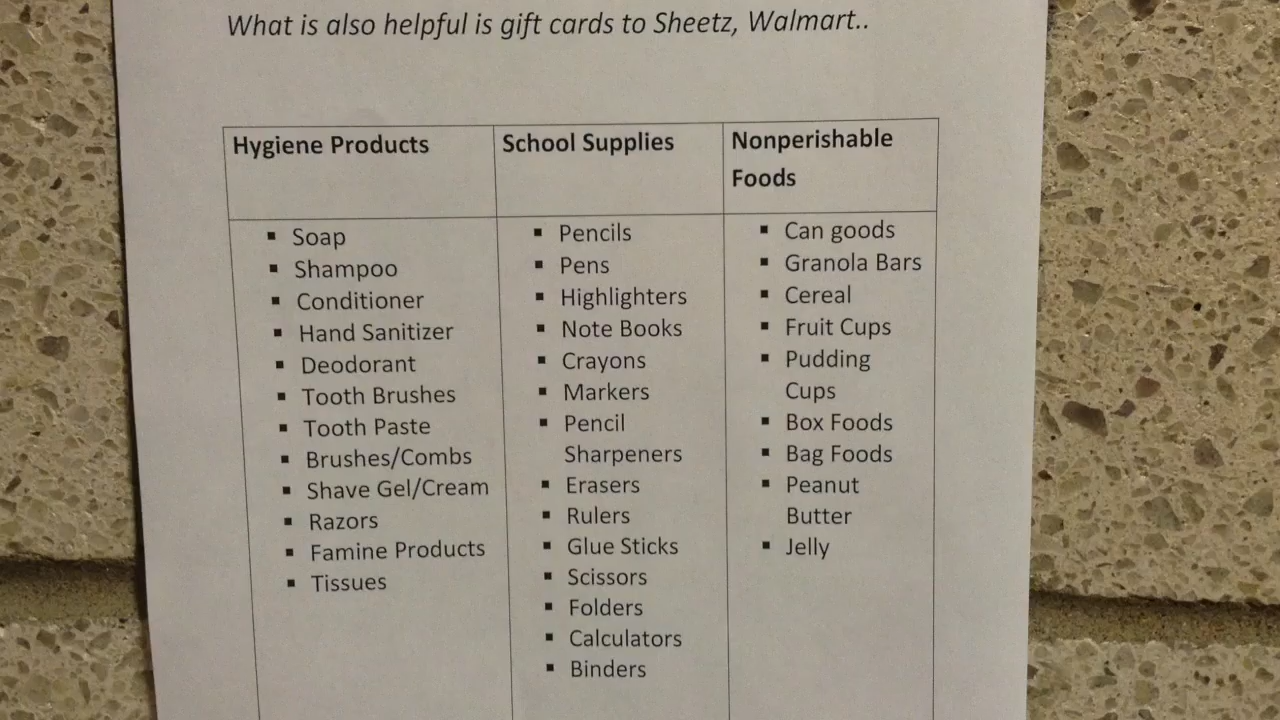 What is also helpful is gift cards to Sheetz, Walmart..
Hygiene Products
Soap
Shampoo
Conditioner
Hand Sanitizer
Deodorant
Tooth Brushes
Tooth Paste
Brushes/Combs
Shave Gel/Cream
Razors
Famine Products
Tissues
School Supplies
Pencils
Pens
Highlighters
Note Books
Crayons
Markers
Pencil
Sharpeners
Erasers
Rulers
Glue Sticks
Scissors
Folders
Calculators
Binders
Nonperishable
Foods
Can goods
Granola Bars
Cereal
Fruit Cups
Pudding
Cups
Box Foods
Bag Foods
Peanut
Butter
Jelly